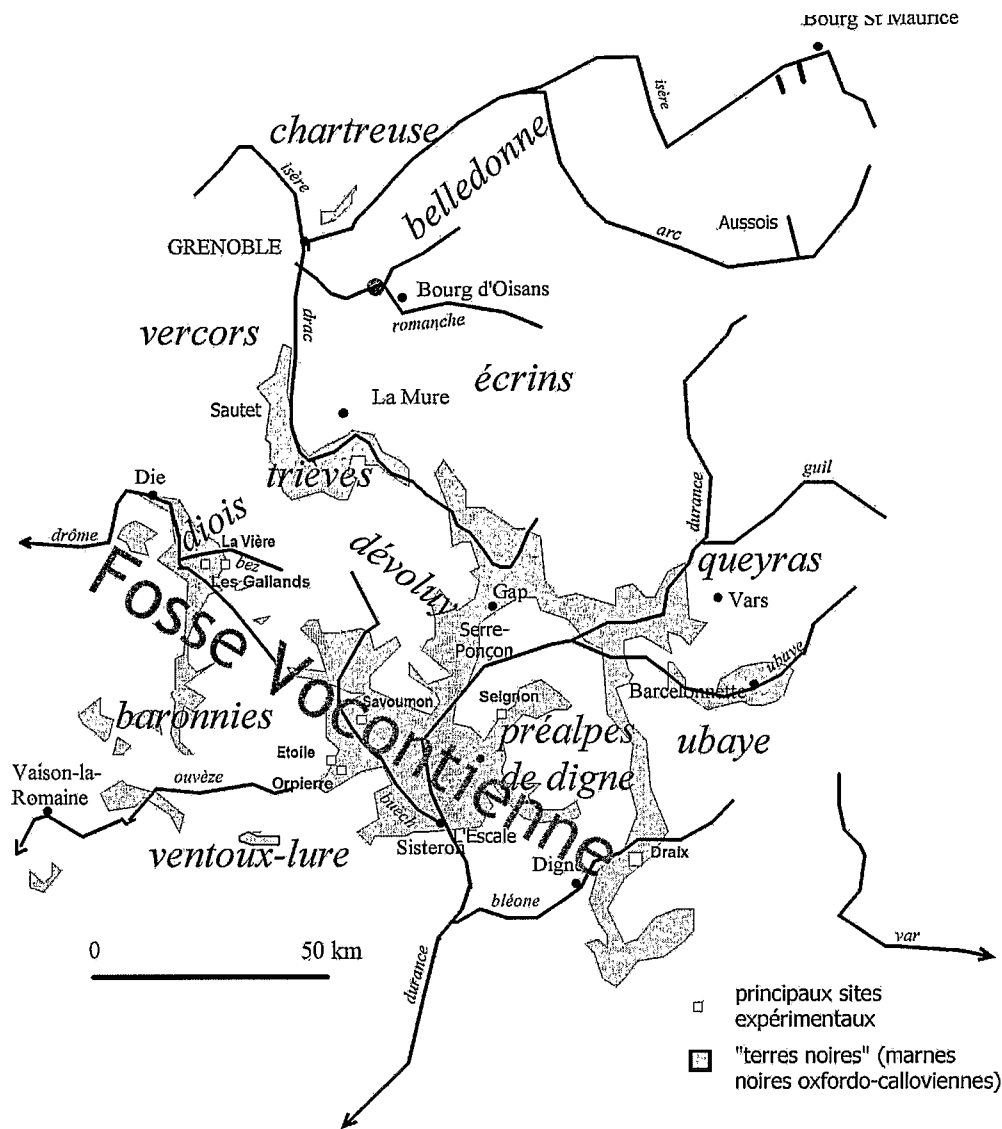 Bourg St Maurice
isère
chartreuse
belledonne
isère
GRENOBLE
arc
Aussois
Bourg d'Oisans
romanche
drac
vercors
écrins
La Mure
Sautet
trièves
Die
guil
durance
diois
drôme
La Vière
bez
Les Gallands
dévoluy
queyras
Gap
Vars
Serre-
Ponçon
Fosse Vocontienne
ubaye
Barcelonnette
Savoumon
Seignon
baronnies
préalpes
de digne
ubaye
Etoile
Orpierre
ouvèze
Vaison-la-
Romaine
buëch
L'Escale
Sisteron
ventoux-lure
Digne
Draix
bléone
var
0 50 km
durance
principaux sites
expérimentaux
"terres noires" (marnes
noires oxfordo-calloviennes)